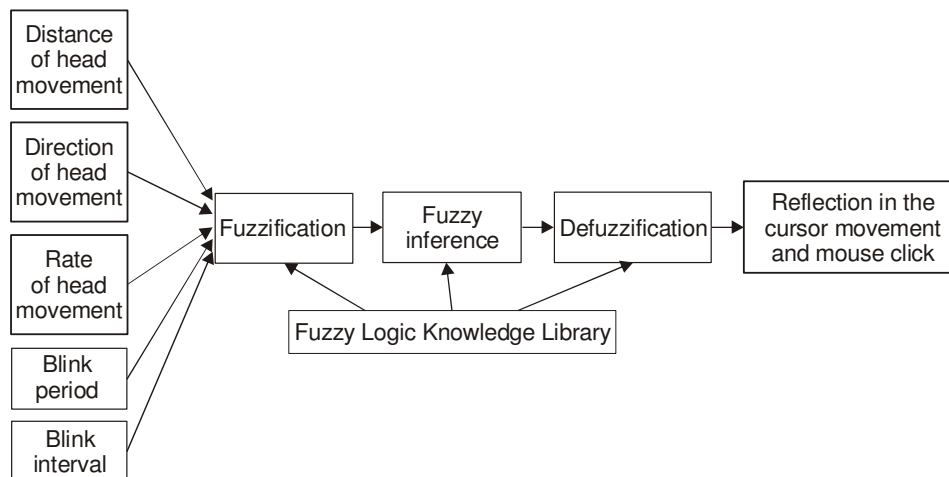 Distance
of head
movement
Direction
of head
movement
Rate
of head
movement
Blink
period
Blink
interval
Fuzzification
Fuzzy
inference
Defuzzification
Reflection in the
cursor movement
and mouse click
Fuzzy Logic Knowledge Library